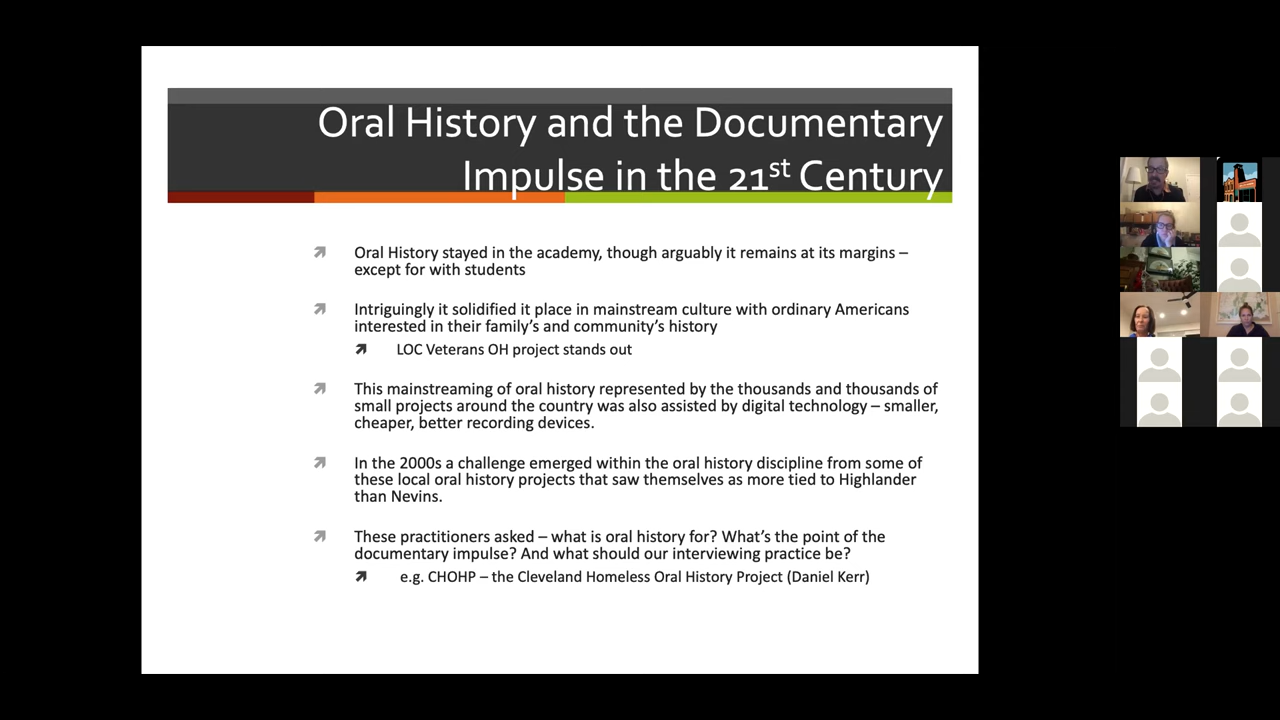 Oral History and the Documentary
Impulse in the 21st Century
Oral History stayed in the academy, though arguably it remains at its margins –
except for with students
Intriguingly it solidified it place in mainstream culture with ordinary Americans
interested in their family's and community's history
LOC Veterans OH project stands out
This mainstreaming of oral history represented by the thousands and thousands of
small projects around the country was also assisted by digital technology – smaller,
cheaper, better recording devices.
In the 2000s a challenge emerged within the oral history discipline from some of
these local oral history projects that saw themselves as more tied to Highlander
than Nevins.
These practitioners asked – what is oral history for? What's the point of the
documentary impulse? And what should our interviewing practice be?
e.g. CHOHP – the Cleveland Homeless Oral History Project (Daniel Kerr)